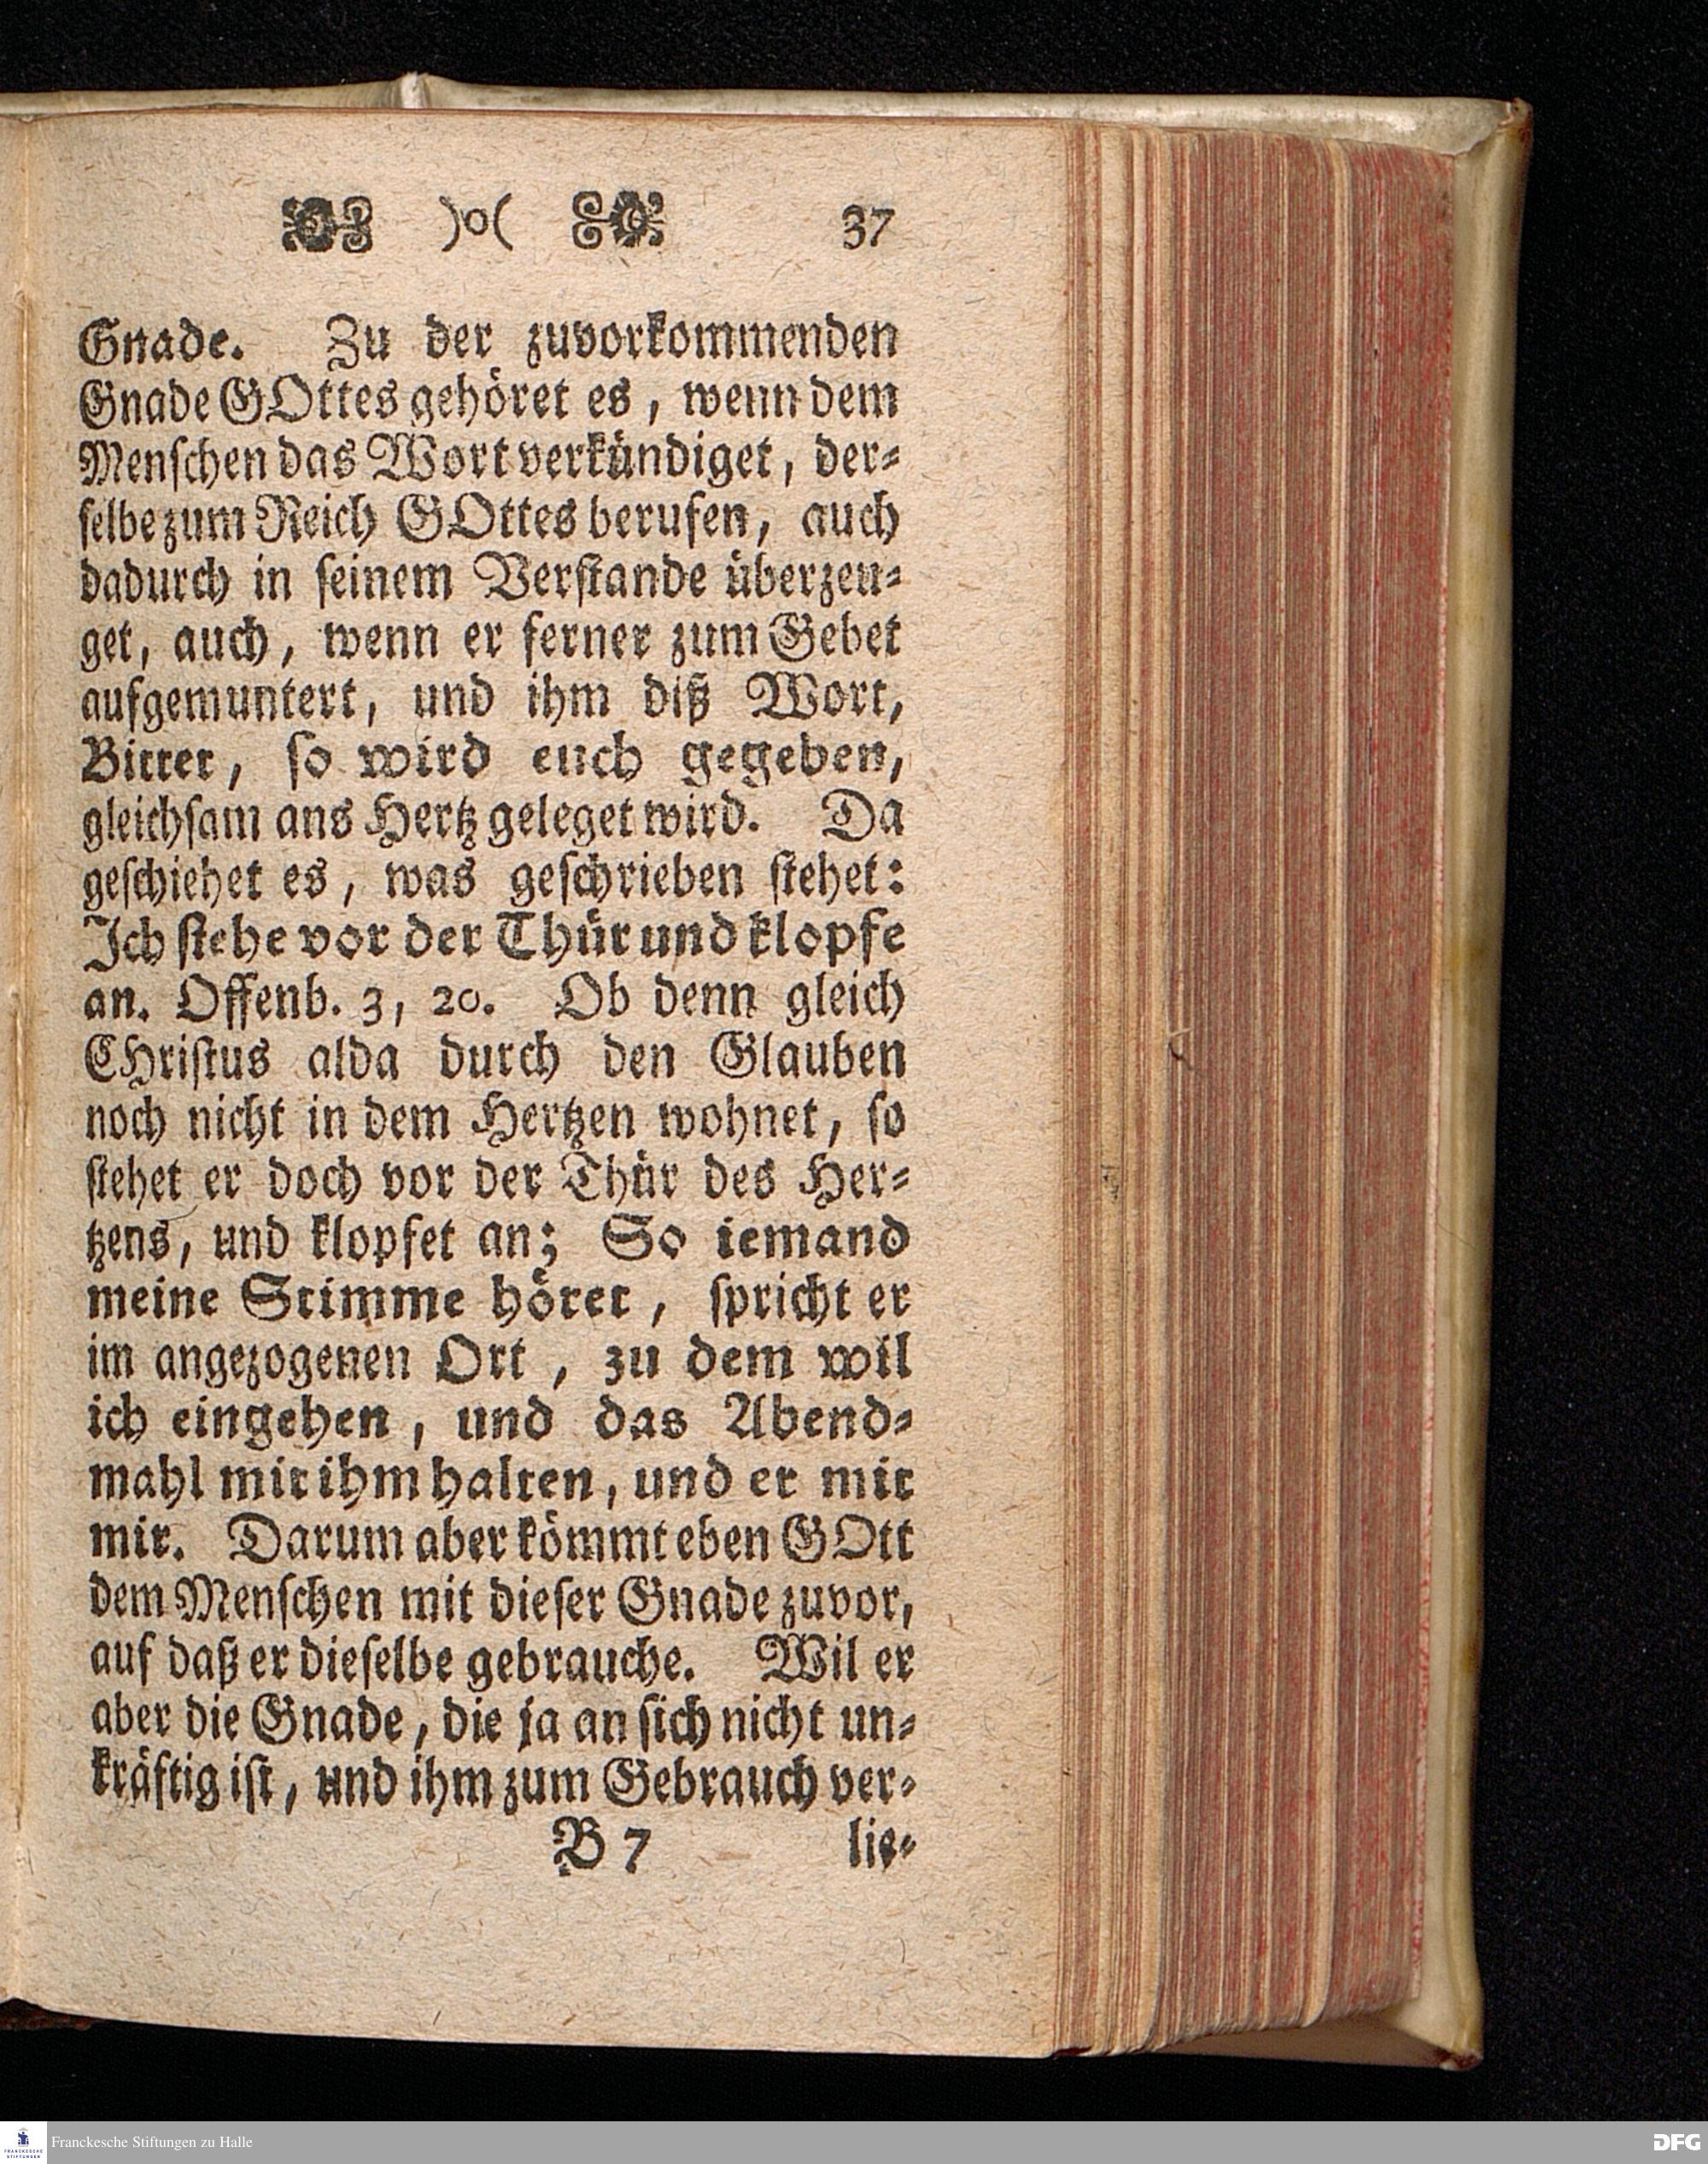 )o( 37
Gnade. Zu der zuvorkommenden
Gnade GOttes gehöret es, wenn dem
Menschen das Wort verkündiget, der-
selbe zum Reich GOttes berufen, auch
dadurch in seinem Verstande überzeu-
get, auch, wenn er ferner zum Gebet
aufgemuntert, und ihm diß Wort,
Bittet, so wird euch gegeben,
gleichsam ans Hertz geleget wird. Da
geschiehet es, was geschrieben stehet:
Ich stehe vor der Thür und klopfe
an. Offenb. 3, 20. Ob denn gleich
CHristus alda durch den Glauben
noch nicht in dem Hertzen wohnet, so
stehet er doch vor der Thür des Her-
tzens, und klopfet an; So iemand
meine Stimme höret, spricht er
im angezogenen Ort, zu dem wil
ich eingehen, und das Abend-
mahl mit ihm halten, und er mit
mir. Darum aber kömmt eben GOtt
dem Menschen mit dieser Gnade zuvor,
auf daß er dieselbe gebrauche. Wil er
aber die Gnade, die ja an sich nicht un-
kräftig ist, und ihm zum Gebrauch ver-
B 7 lie-
FRANCKESCHE STIFTUNGEN
Franckesche Stiftungen zu Halle
DFG